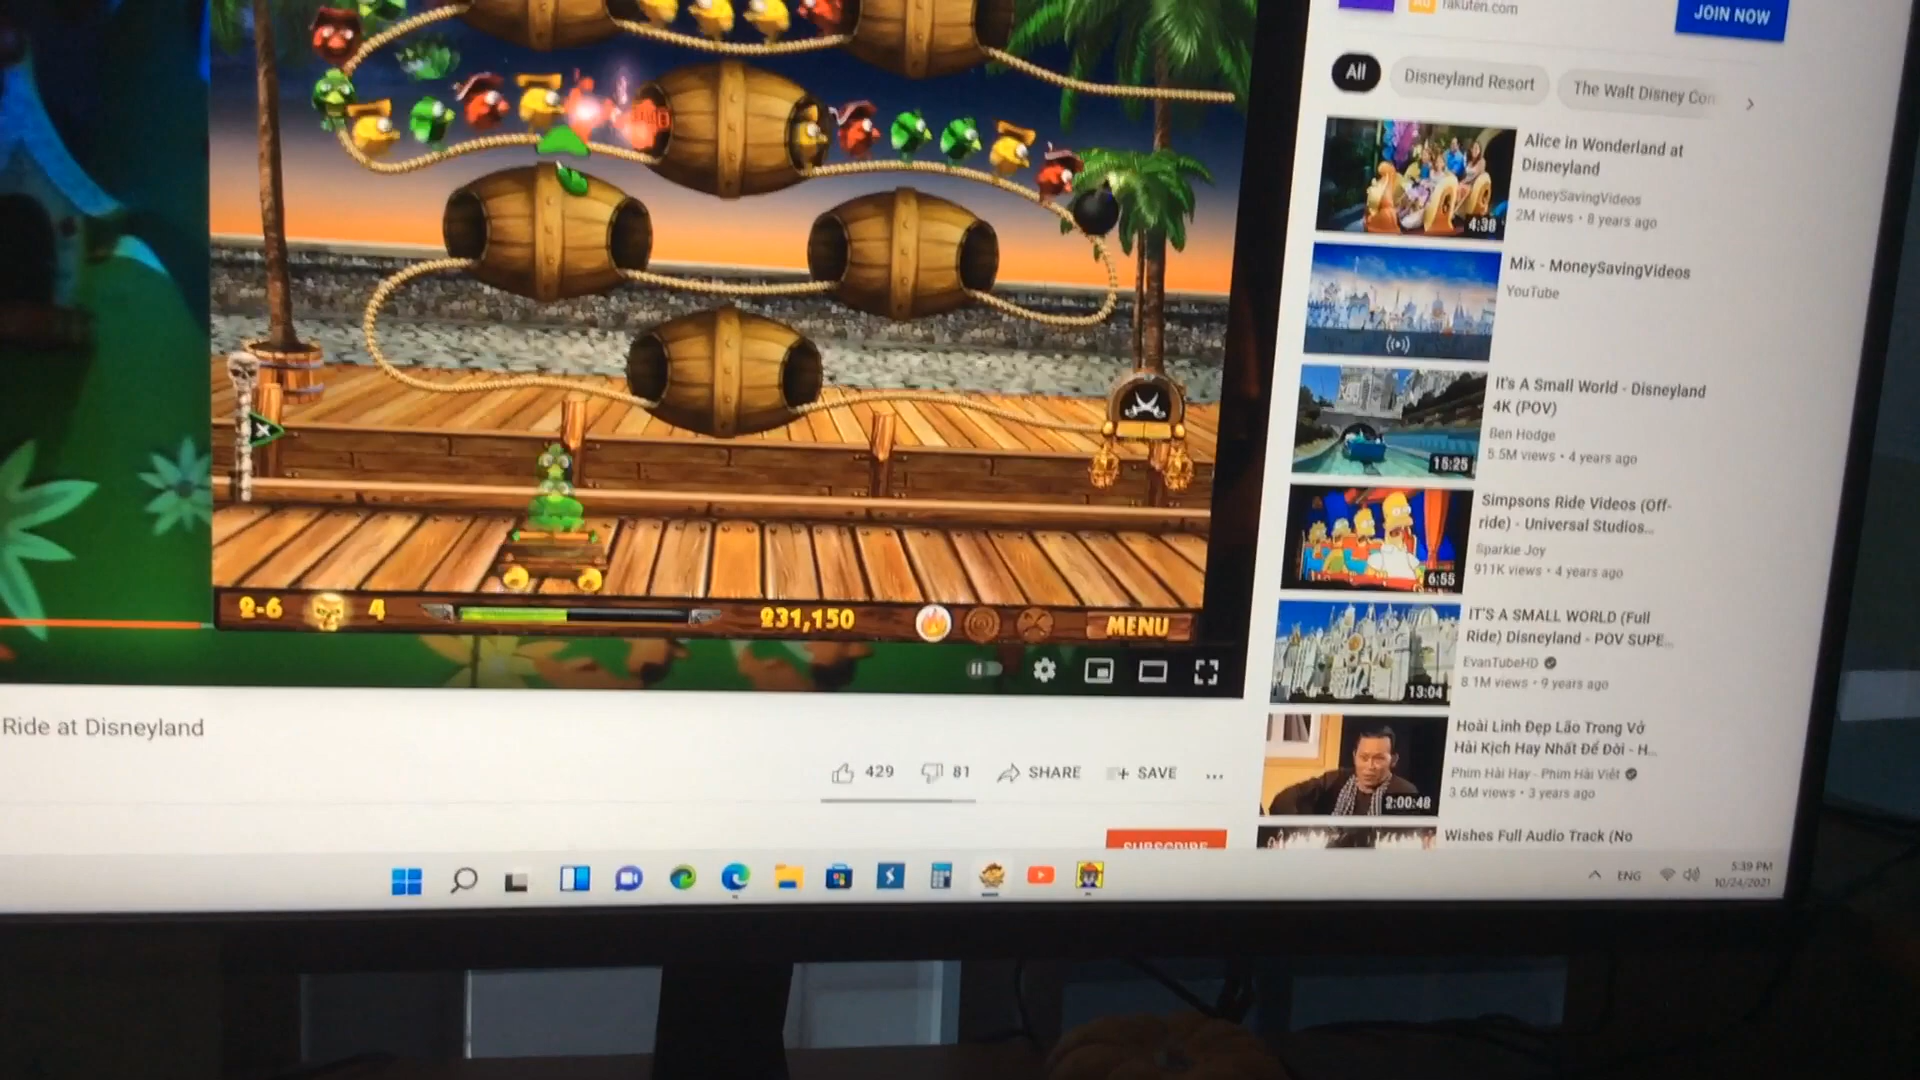 rakuten.com
JOIN NOW
All
Disneyland Resort
The Walt Disney Con
Alice in Wonderland at
Disneyland
MoneySavingVideos
2M views • 8 years ago
4:38
Mix - MoneySavingVideos
YouTube
It's A Small World - Disneyland
4K (POV)
Ben Hodge
5.5M views • 4 years ago
15:25
Simpsons Ride Videos (Off-
ride) - Universal Studios...
Sparkie Joy
911K views • 4 years ago
6:55
IT'S A SMALL WORLD (Full
Ride) Disneyland - POV SUPE...
EvanTubeHD
8.1M views • 9 years ago
13:04
Hoài Linh Đẹp Lão Trong Vở
Hài Kịch Hay Nhất Để Đời - H...
Phim Hài Hay - Phim Hài Việt
3.6M views • 3 years ago
2:00:48
Wishes Full Audio Track (No
2-6
4
231,150
MENU
Ride at Disneyland
429
81
SHARE
SAVE
SUBSCRIBE
ENG
5:39 PM
10/24/2021